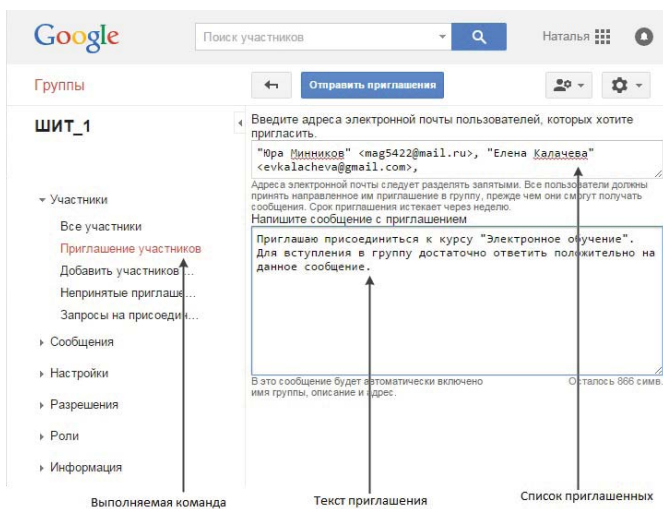 Google
Поиск участников
Наталья
Группы
Отправить приглашения
ШИТ_1
Участники
Все участники
Приглашение участников
Добавить участников ...
Непринятые приглаше...
Запросы на присоедин...
Сообщения
Настройки
Разрешения
Роли
Информация
Введите адреса электронной почты пользователей, которых хотите
пригласить.
"Юра Минников" <mag5422@mail.ru>, "Елена Калачева"
<evkalacheva@gmail.com>,
Адреса электронной почты следует разделять запятыми. Все пользователи должны
принять направленное им приглашение в группу, прежде чем они смогут получать
сообщения. Срок приглашения истекает через неделю.
Напишите сообщение с приглашением
Приглашаю присоединиться к курсу "Электронное обучение".
Для вступления в группу достаточно ответить положительно на
данное сообщение.
В это сообщение будет автоматически включено
имя группы, описание и адрес.
Осталось 866 симв.
Выполняемая команда
Текст приглашения
Список приглашенных